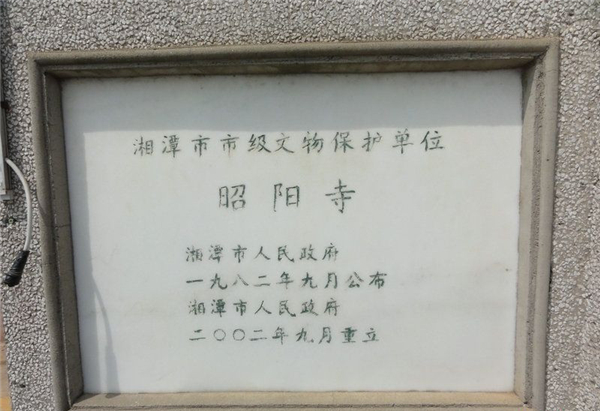 湘潭市市级文物保护单位
昭阳寺
湘潭市人民政府
一九八二年九月公布
湘潭市人民政府
二〇〇二年九月重立